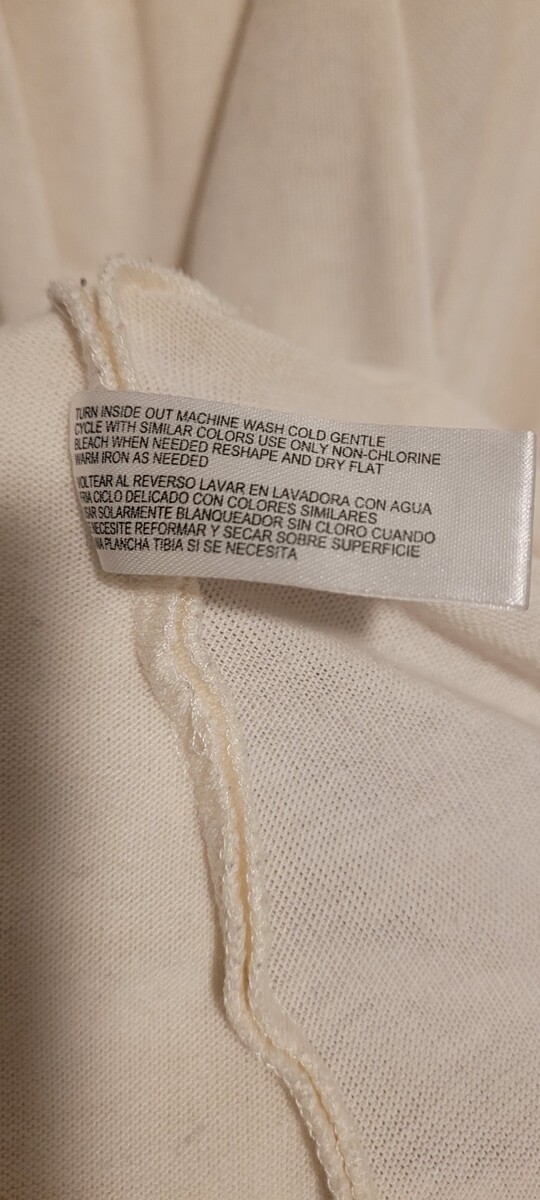 TURN INSIDE OUT MACHINE WASH COLD GENTLE
CYCLE WITH SIMILAR COLORS USE ONLY NON-CHLORINE
BLEACH WHEN NEEDED RESHAPE AND DRY FLAT
WARM IRON AS NEEDED
VOLTEAR AL REVERSO LAVAR EN LAVADORA CON AGUA
CICLO DELICADO CON COLORES SIMILARES
SOLARMENTE BLANQUEADOR SIN CLORO CUANDO
NECESITE REFORMAR Y SECAR SOBRE SUPERFICIE
PLANCHA TIBIA SI SE NECESITA